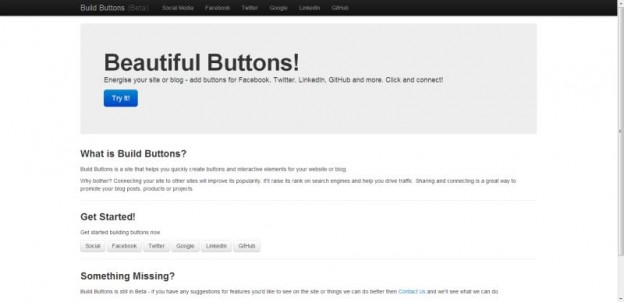 Build Buttons (Beta) Social Media Facebook Twitter Google LinkedIn GitHub
Beautiful Buttons!
Energise your site or blog - add buttons for Facebook, Twitter, LinkedIn, GitHub and more. Click and connect!
Try It!
What is Build Buttons?
Build Buttons is a site that helps you quickly create buttons and interactive elements for your website or blog.
Why bother? Connecting your site to other sites will improve its popularity. It'll raise its rank on search engines and help you drive traffic. Sharing and connecting is a great way to
promote your blog posts, products or projects.
Get Started!
Get started building buttons now.
Social Facebook Twitter Google LinkedIn GitHub
Something Missing?
Build Buttons is still in Beta - if you have any suggestions for features you'd like to see on the site or things we can do better then Contact Us and we'll see what we can do.